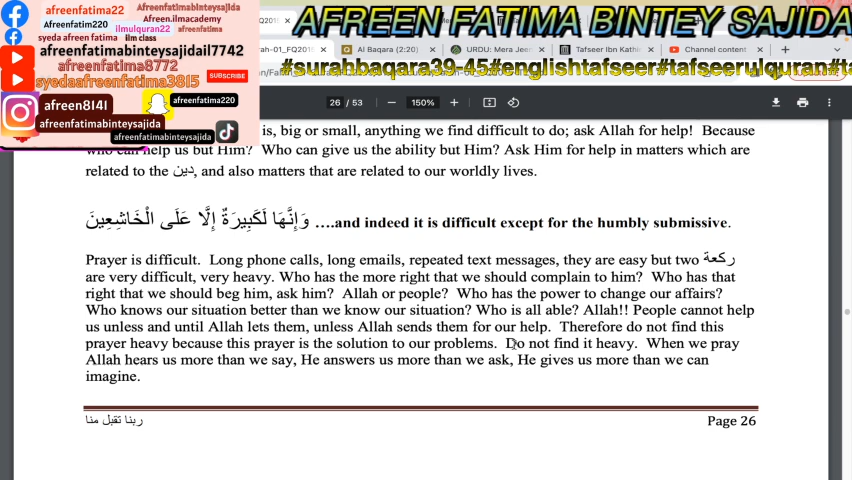 afreenfatima22
Afreentatim220
syeda afreen fatima
Syedafreenfatimabinteysajida
Afreen.ilmacademy
ilmulquran22
afreenfatima
Ilm class
afreenfatimabinteysajidail7742
afreenfatima8772
syedaafreenfatima3815
SUBSCRIBE
afreen8141
afreenfatima220
afreenfatimabinteysajida
afreenfatimabinteysajida
AFREEN FATIMA BINTEY SAJIDA
rah-01_FQ201
Al Baqara (2:20)
URDU: Mera Jeen
Tafseer Ibn Kathir
Channel content
#surahbaqara39-45#englishtafseer#tafseerulquran#ta
26 / 53
150%
is, big or small, anything we find difficult to do; ask Allah for help! Because
who can help us but Him? Who can give us the ability but Him? Ask Him for help in matters which are
related to the دين, and also matters that are related to our worldly lives.
وَإِنَّهَا لَكَبِيرَةٌ إِلَّا عَلَى الْخَاشِعِينَ ….and indeed it is difficult except for the humbly submissive.
Prayer is difficult. Long phone calls, long emails, repeated text messages, they are easy but two ركعة
are very difficult, very heavy. Who has the more right that we should complain to him? Who has that
right that we should beg him, ask him? Allah or people? Who has the power to change our affairs?
Who knows our situation better than we know our situation? Who is all able? Allah!! People cannot help
us unless and until Allah lets them, unless Allah sends them for our help. Therefore do not find this
prayer heavy because this prayer is the solution to our problems. Do not find it heavy. When we pray
Allah hears us more than we say, He answers us more than we ask, He gives us more than we can
imagine.
ربنا تقبل منا
Page 26